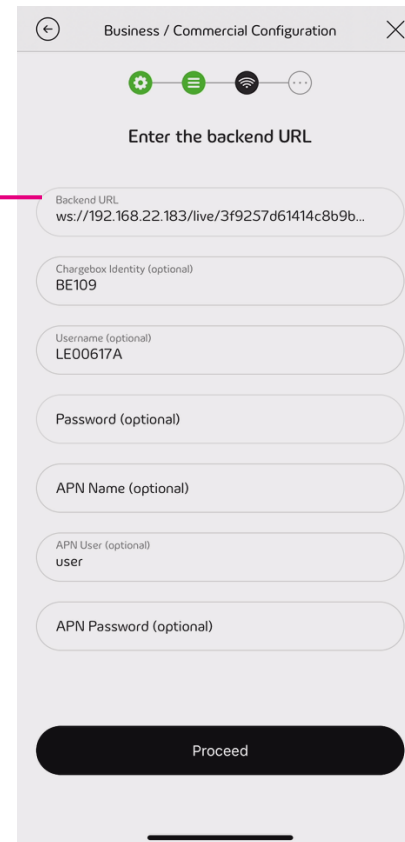 Business / Commercial Configuration
Enter the backend URL
Backend URL
ws://192.168.22.183/live/3f9257d61414c8b9b...
Chargebox Identity (optional)
BE109
Username (optional)
LE00617A
Password (optional)
APN Name (optional)
APN User (optional)
user
APN Password (optional)
Proceed